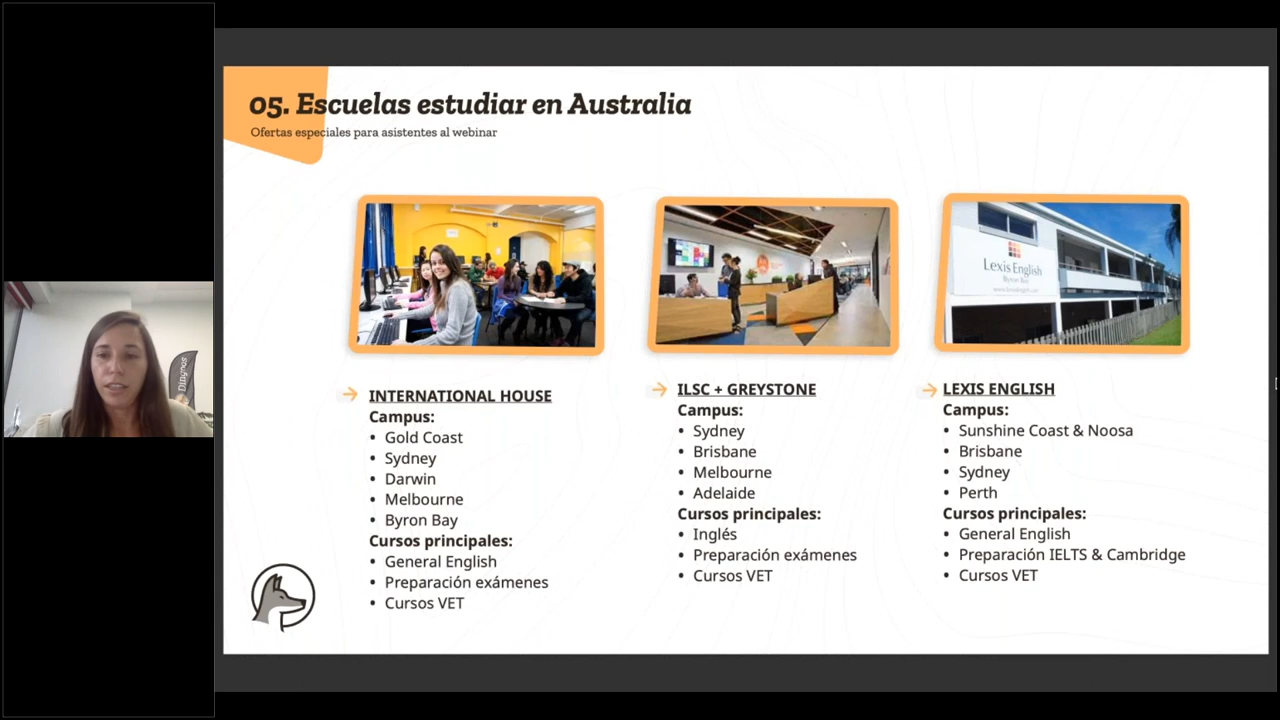 05. Escuelas estudiar en Australia
Ofertas especiales para asistentes al webinar
Dingoos
Lexis English
Byron Bay
INTERNATIONAL HOUSE
Campus:
• Gold Coast
• Sydney
• Darwin
• Melbourne
• Byron Bay
Cursos principales:
• General English
• Preparación exámenes
• Cursos VET
ILSC + GREYSTONE
Campus:
• Sydney
• Brisbane
• Melbourne
• Adelaide
Cursos principales:
• Inglés
• Preparación exámenes
• Cursos VET
LEXIS ENGLISH
Campus:
• Sunshine Coast & Noosa
• Brisbane
• Sydney
• Perth
Cursos principales:
• General English
• Preparación IELTS & Cambridge
• Cursos VET